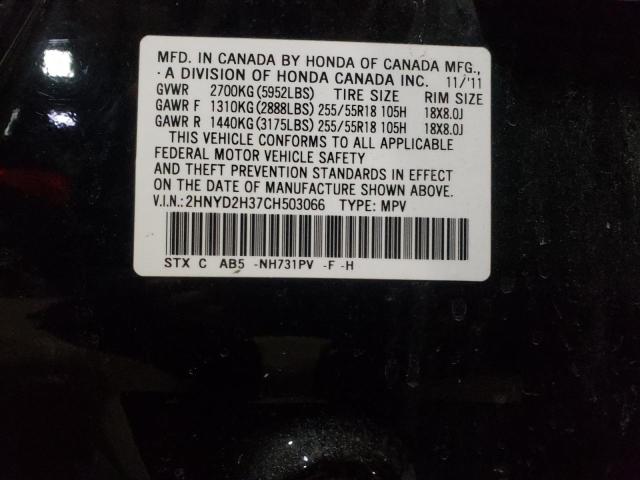 MFD. IN CANADA BY HONDA OF CANADA MFG.,
A DIVISION OF HONDA CANADA INC. 11/'11
GVWR 2700KG(5952LBS) TIRE SIZE RIM SIZE
GAWR F 1310KG(2888LBS) 255/55R18 105H 18X8.0J
GAWR R 1440KG(3175LBS) 255/55R18 105H 18X8.0J
THIS VEHICLE CONFORMS TO ALL APPLICABLE
FEDERAL MOTOR VEHICLE SAFETY
AND THEFT PREVENTION STANDARDS IN EFFECT
ON THE DATE OF MANUFACTURE SHOWN ABOVE.
V.I.N.:2HNYD2H37CH503066 TYPE: MPV
STX C AB5 -NH731PV -F -H